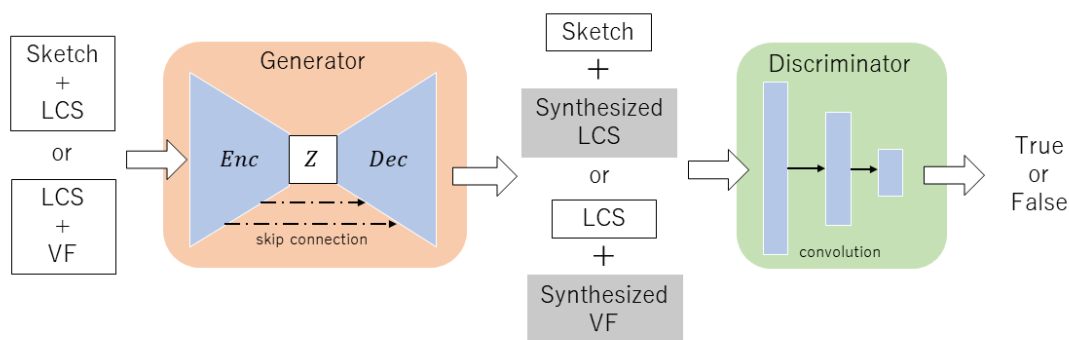 Sketch
+
LCS
or
LCS
+
VF
Generator
Enc
Z
Dec
skip connection
Sketch
+
Synthesized
LCS
or
LCS
+
Synthesized
VF
Discriminator
convolution
True
or
False